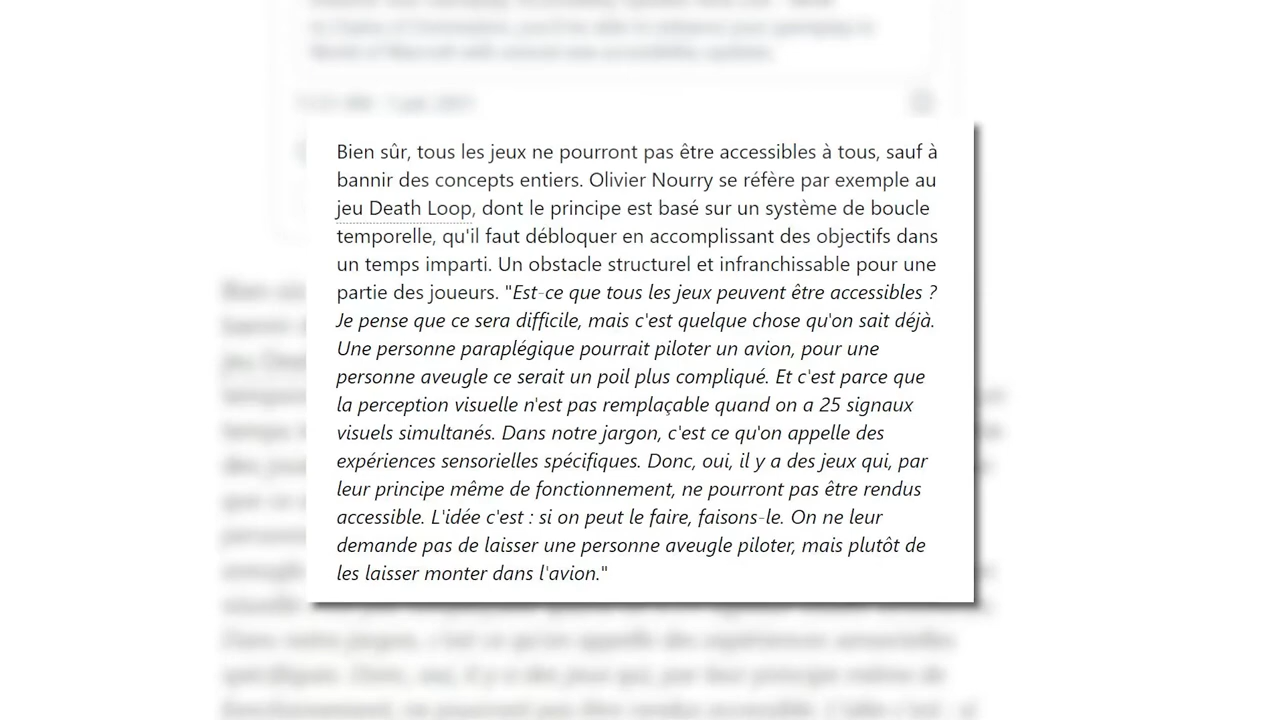 Bien sûr, tous les jeux ne pourront pas être accessibles à tous, sauf à
bannir des concepts entiers. Olivier Nourry se réfère par exemple au
jeu Death Loop, dont le principe est basé sur un système de boucle
temporelle, qu'il faut débloquer en accomplissant des objectifs dans
un temps imparti. Un obstacle structurel et infranchissable pour une
partie des joueurs. "Est-ce que tous les jeux peuvent être accessibles ?
Je pense que ce sera difficile, mais c'est quelque chose qu'on sait déjà.
Une personne paraplégique pourrait piloter un avion, pour une
personne aveugle ce serait un poil plus compliqué. Et c'est parce que
la perception visuelle n'est pas remplaçable quand on a 25 signaux
visuels simultanés. Dans notre jargon, c'est ce qu'on appelle des
expériences sensorielles spécifiques. Donc, oui, il y a des jeux qui, par
leur principe même de fonctionnement, ne pourront pas être rendus
accessible. L'idée c'est : si on peut le faire, faisons-le. On ne leur
demande pas de laisser une personne aveugle piloter, mais plutôt de
les laisser monter dans l'avion."